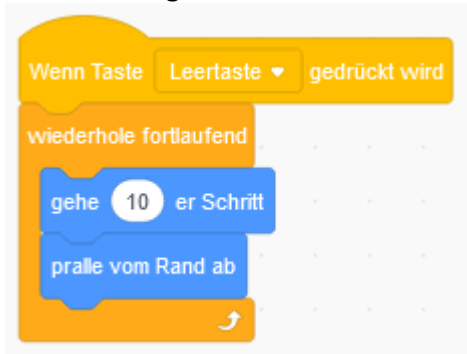 Wenn Taste Leertaste gedrückt wird
wiederhole fortlaufend
gehe 10 er Schritt
pralle vom Rand ab